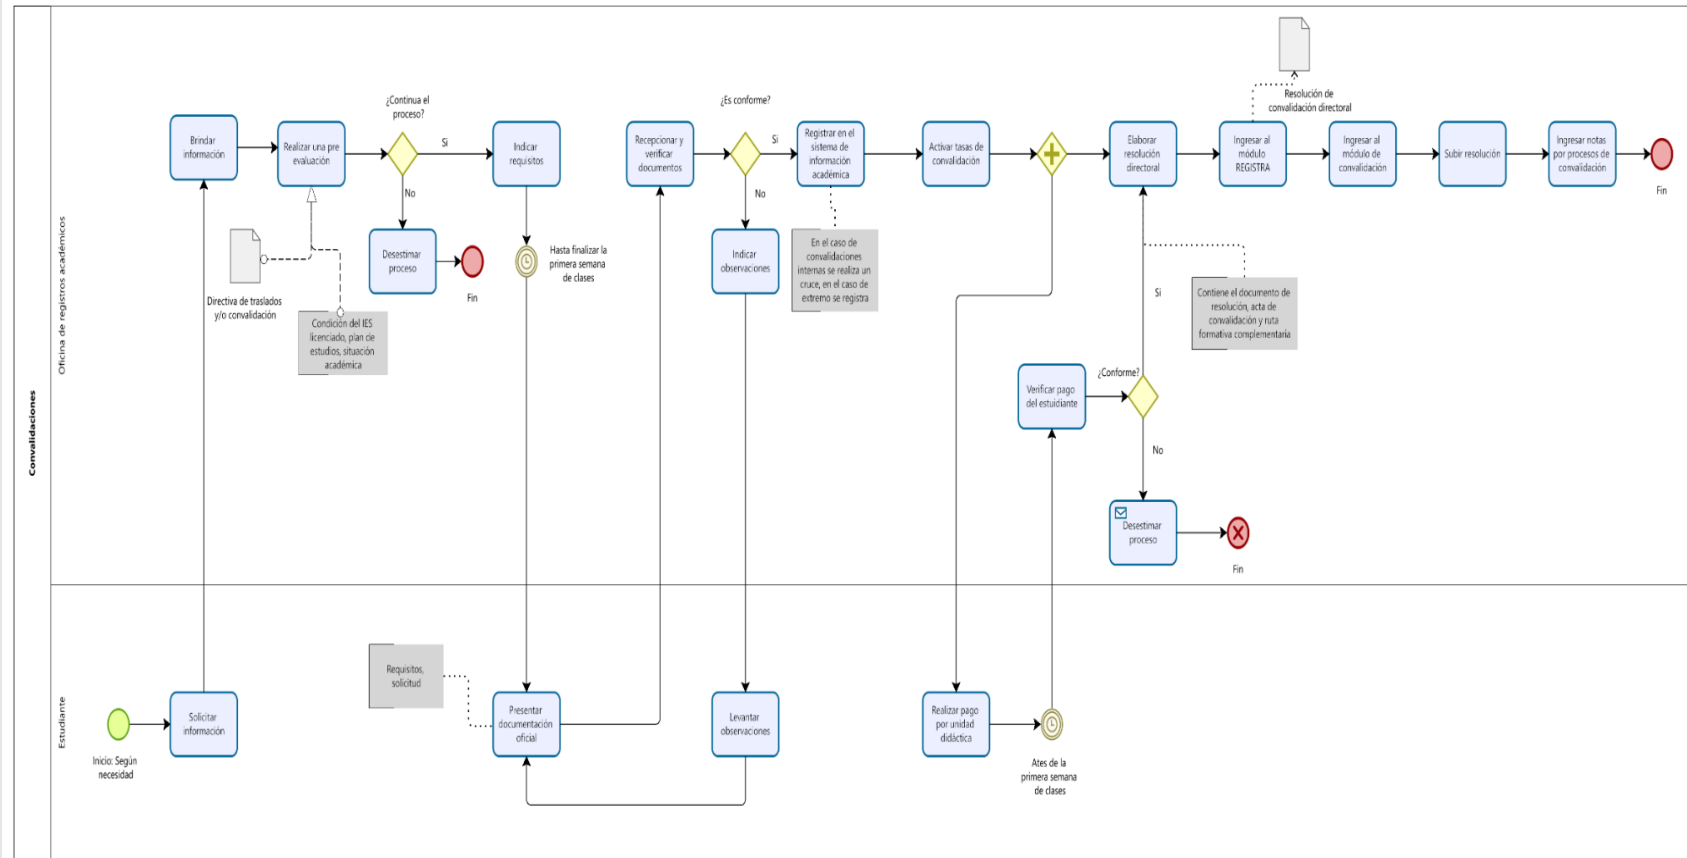 Convalidaciones
Oficina de registros académicos
Estudiante
Resolución de
convalidación directoral
¿Continua el
proceso?
¿Es conforme?
Brindar
información
Realizar una pre
evaluación
Si
Indicar
requisitos
Recepcionar y
verificar
documentos
Si
Registrar en el
sistema de
información
académica
Activar tasas de
convalidación
Elaborar
resolución
directoral
Ingresar al
módulo
REGISTRA
Ingresar al
módulo de
convalidación
Subir resolución
Ingresar notas
por procesos de
convalidación
Fin
No
No
Desestimar
proceso
Fin
Hasta finalizar la
primera semana
de clases
Indicar
observaciones
En el caso de
convalidaciones
internas se realiza un
cruce, en el caso de
extremo se registra
Directiva de traslados
y/o convalidación
Condición del IES
licenciado, plan de
estudios, situación
académica
Si
Contiene el documento de
resolución, acta de
convalidación y ruta
formativa complementaria
¿Conforme?
Verificar pago
del estuidiante
No
Desestimar
proceso
Fin
Requisitos,
solicitud
Inicio: Según
necesidad
Solicitar
información
Presentar
documentación
oficial
Levantar
observaciones
Realizar pago
por unidad
didáctica
Ates de la
primera semana
de clases